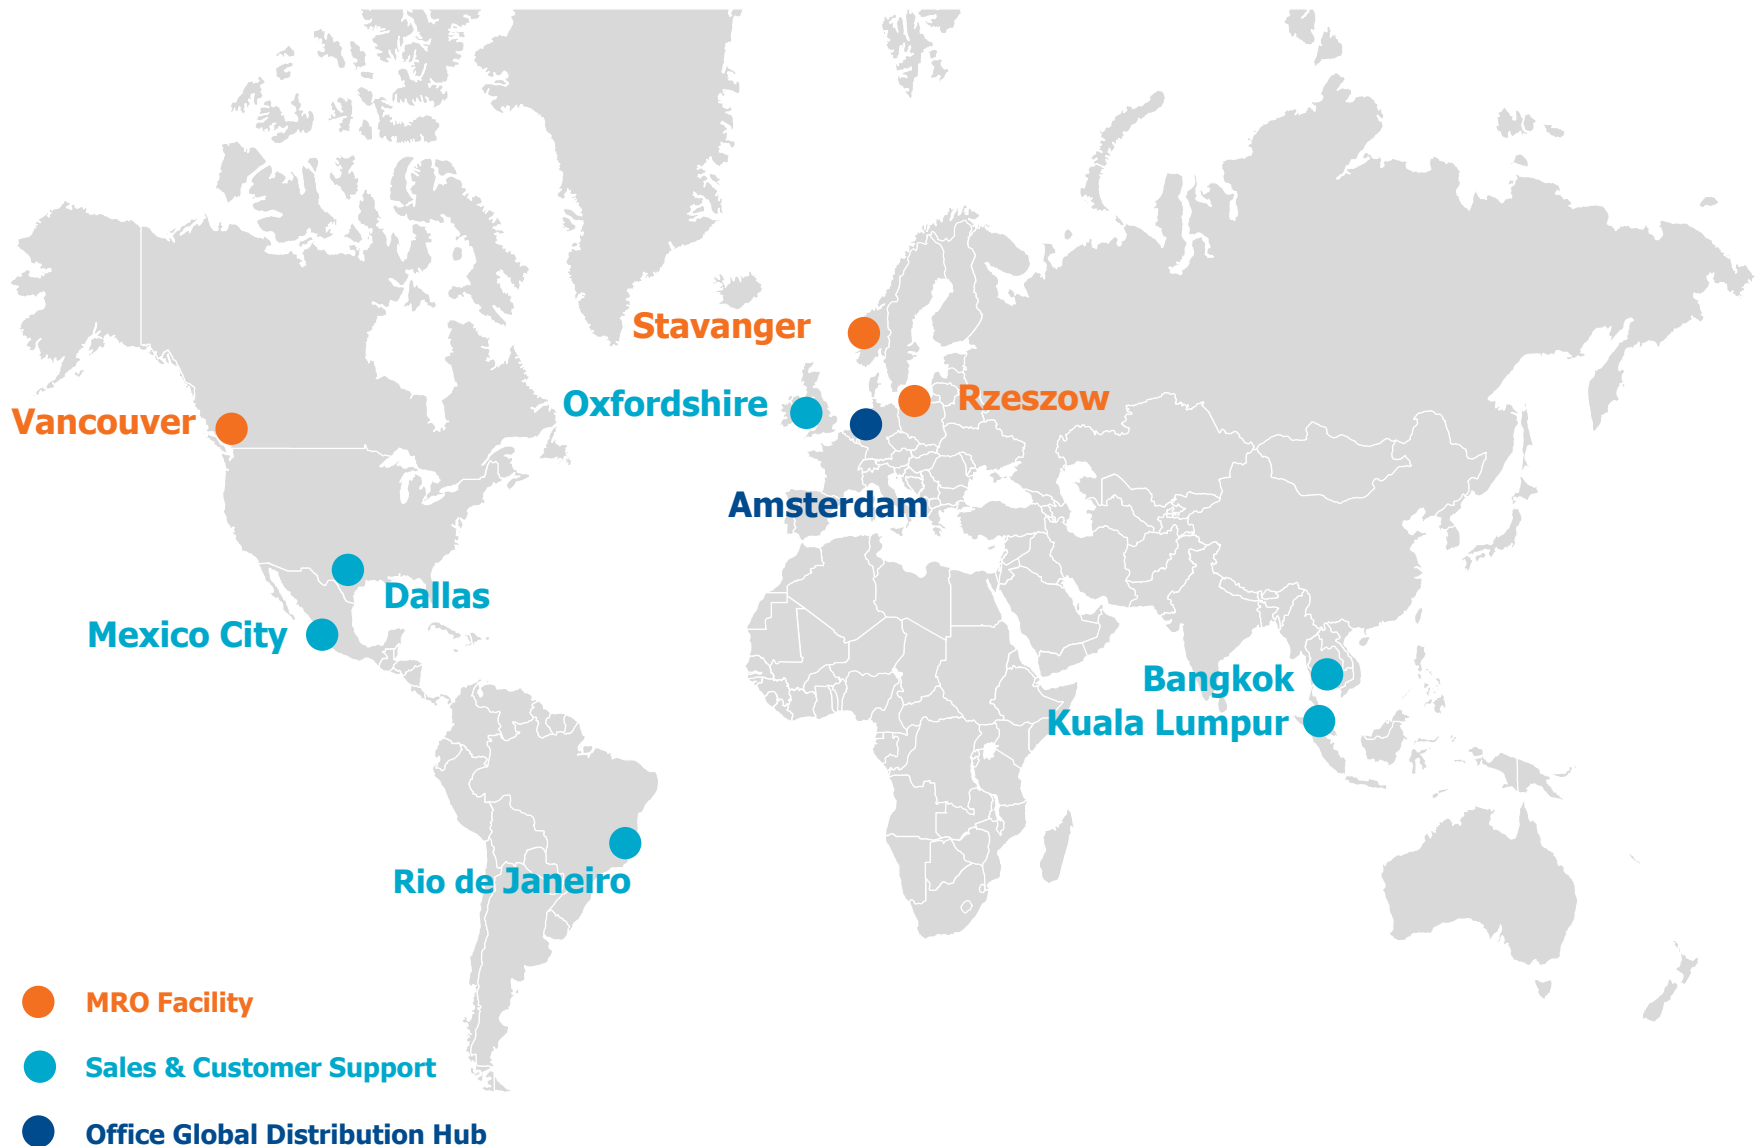 Stavanger
Rzeszow
Oxfordshire
Vancouver
Amsterdam
Dallas
Mexico City
Bangkok
Kuala Lumpur
Rio de Janeiro
MRO Facility
Sales & Customer Support
Office Global Distribution Hub